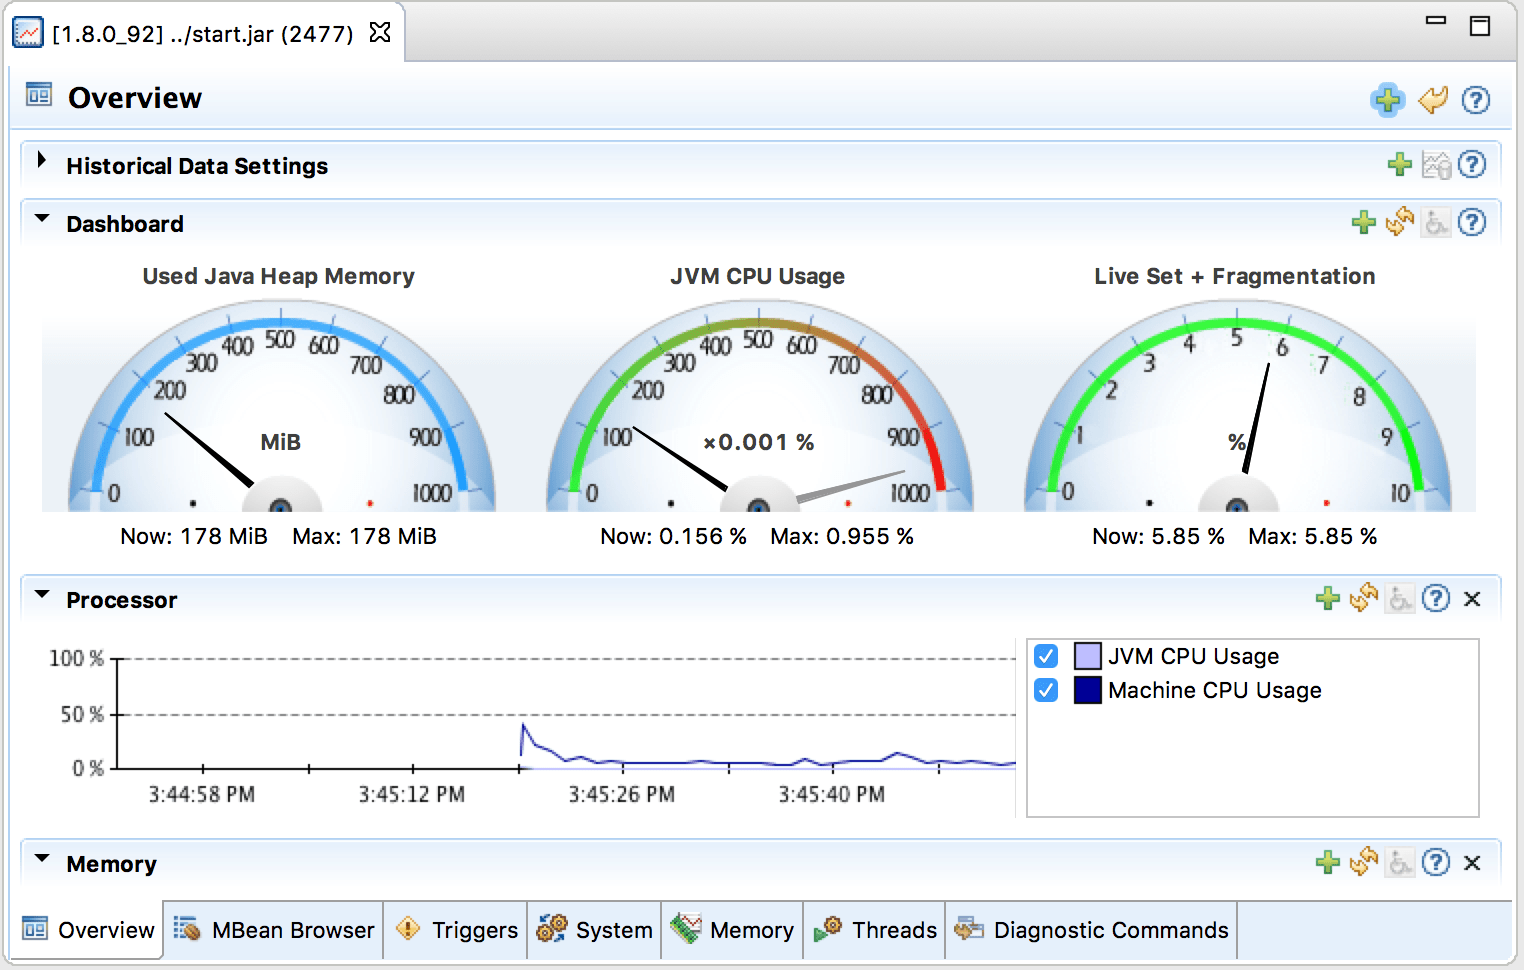 [1.8.0_92] ../start.jar (2477)
Overview
Historical Data Settings
Dashboard
Used Java Heap Memory
0 100 200 300 400 500 600 700 800 900 1000
MiB
Now: 178 MiB Max: 178 MiB
JVM CPU Usage
0 100 200 300 400 500 600 700 800 900 1000
×0.001 %
Now: 0.156 % Max: 0.955 %
Live Set + Fragmentation
0 1 2 3 4 5 6 7 8 9 10
%
Now: 5.85 % Max: 5.85 %
Processor
100 %
50 %
0 %
3:44:58 PM 3:45:12 PM 3:45:26 PM 3:45:40 PM
JVM CPU Usage
Machine CPU Usage
Memory
Overview MBean Browser Triggers System Memory Threads Diagnostic Commands